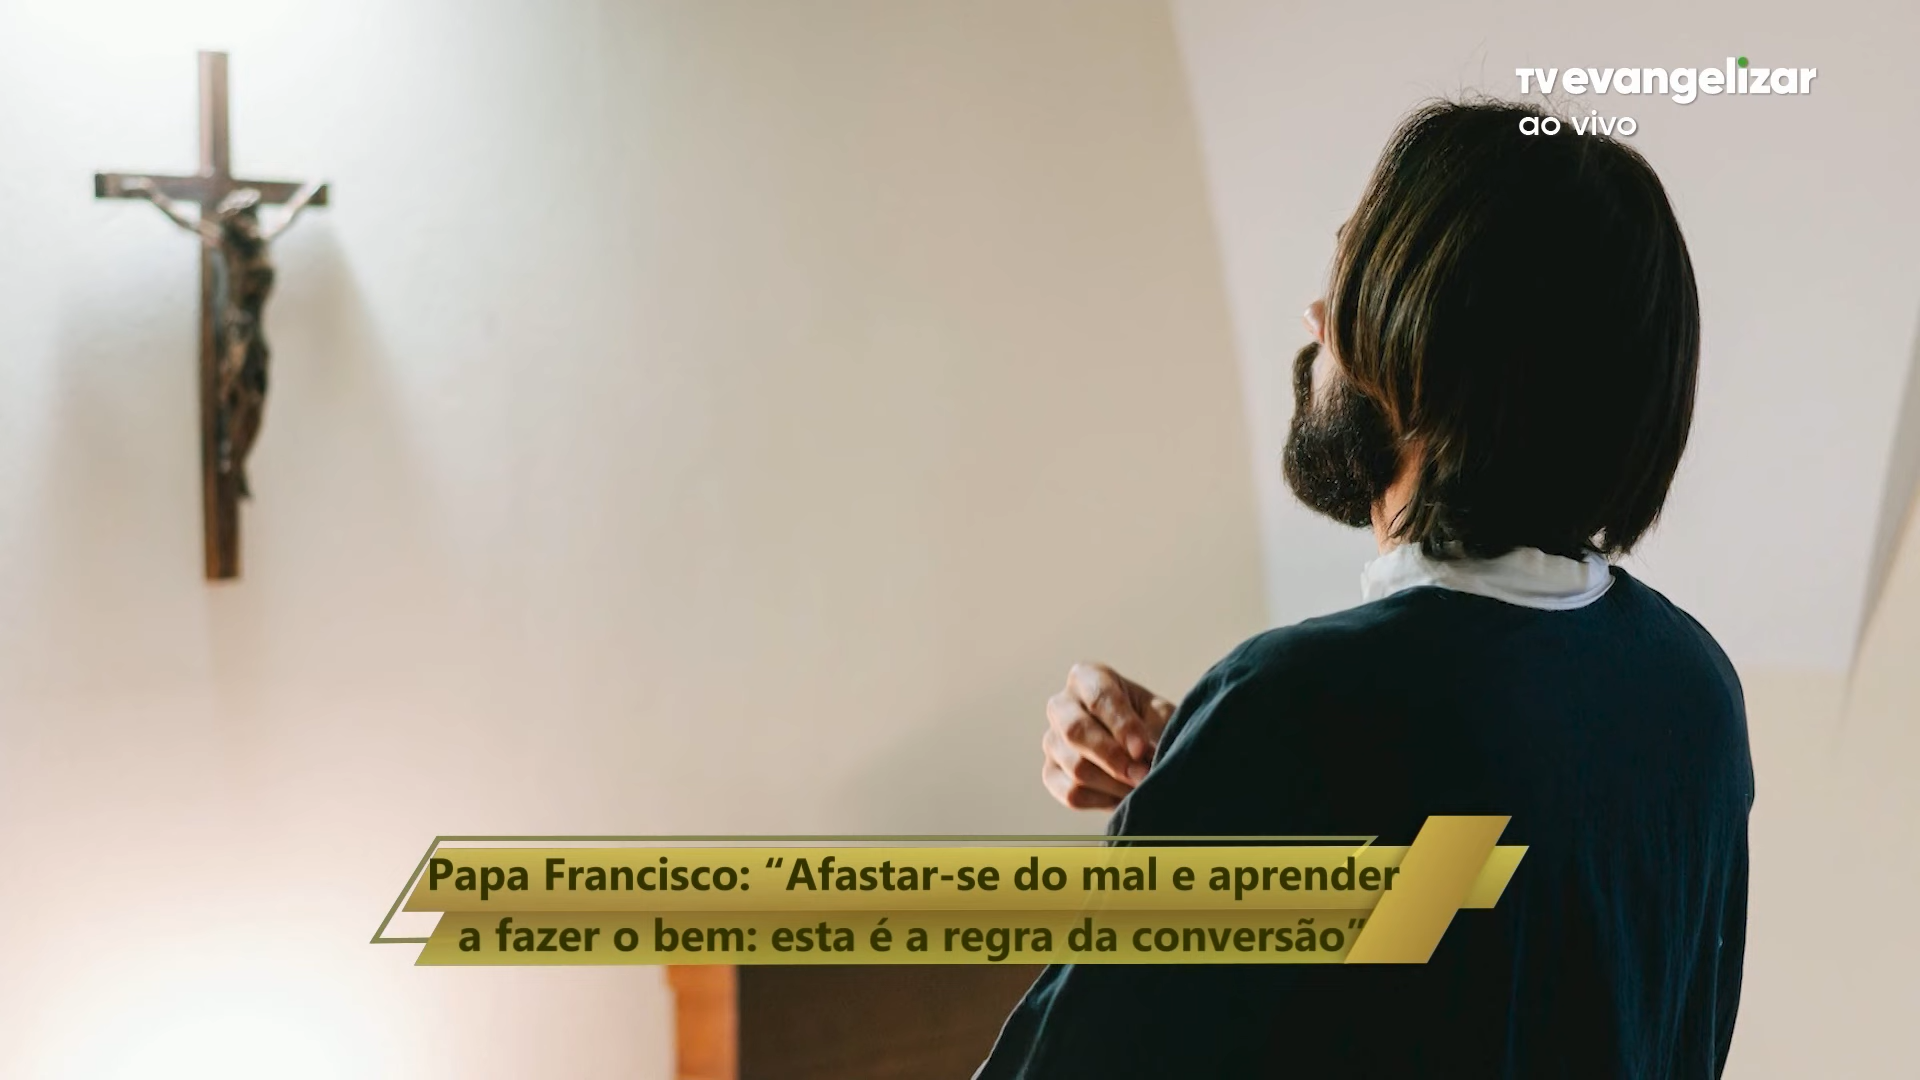 TVevangelizar
ao vivo
Papa Francisco: “Afastar-se do mal e aprender
a fazer o bem: esta é a regra da conversão”